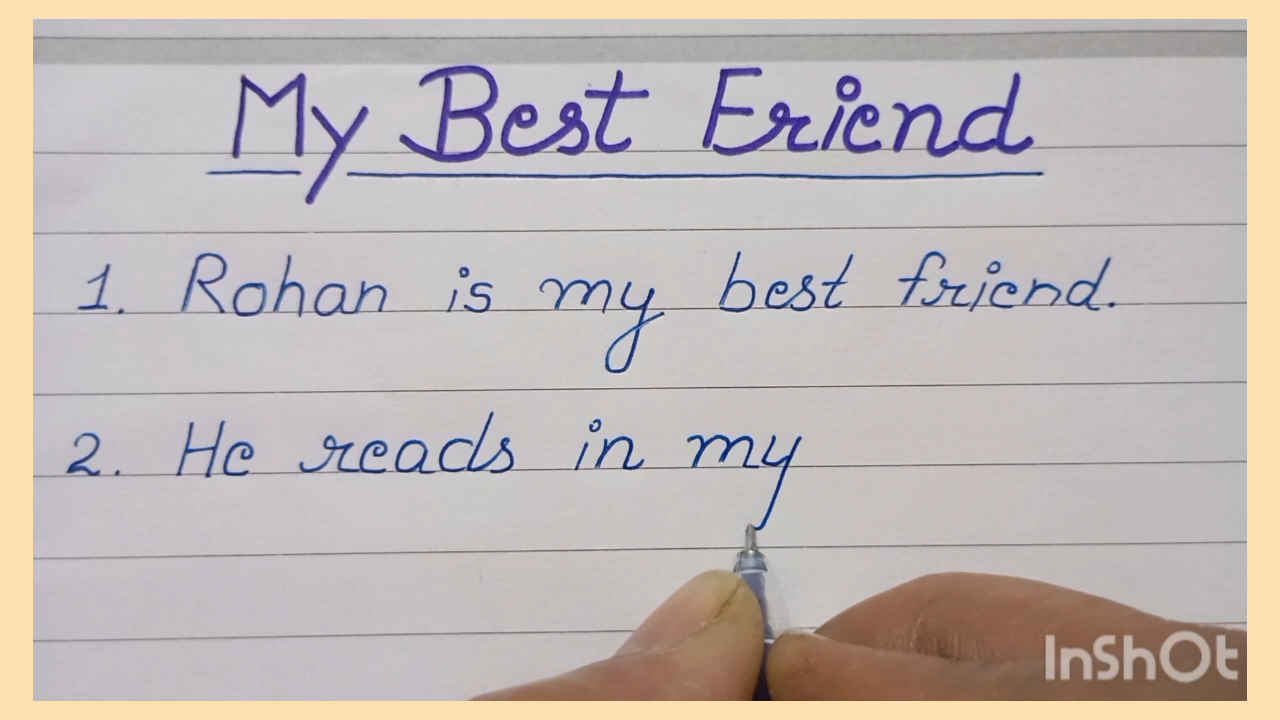 My Best Friend
1. Rohan is my best friend.
2. He reads in my
InShOt